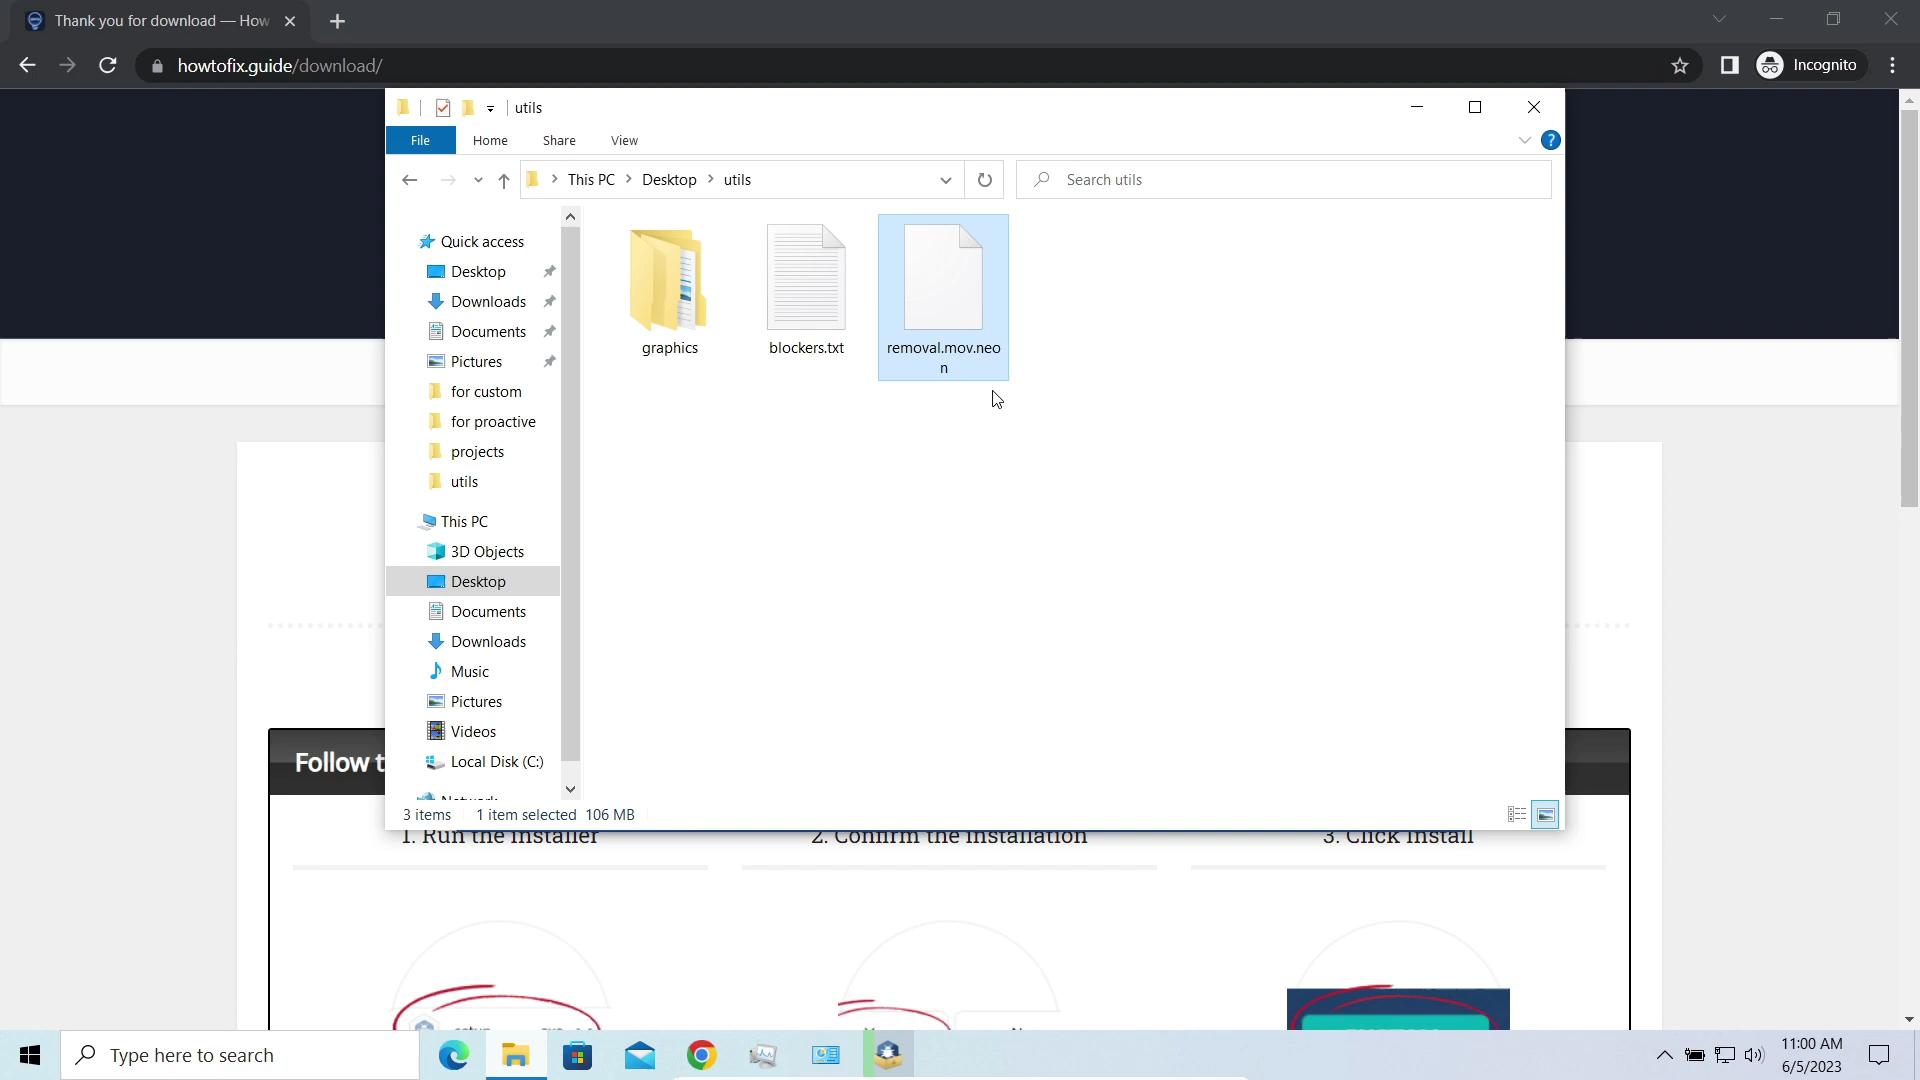 Thank you for download — How
howtofix.guide/download/
Incognito
utils
File
Home
Share
View
This PC
Desktop
utils
Search utils
Quick access
Desktop
Downloads
Documents
Pictures
for custom
for proactive
projects
utils
This PC
3D Objects
Desktop
Documents
Downloads
Music
Pictures
Videos
Local Disk (C:)
Network
graphics
blockers.txt
removal.mov.neo
n
3 items
1 item selected 106 MB
Follow t
1. Run the installer
2. Confirm the installation
3. Click Install
Type here to search
11:00 AM
6/5/2023